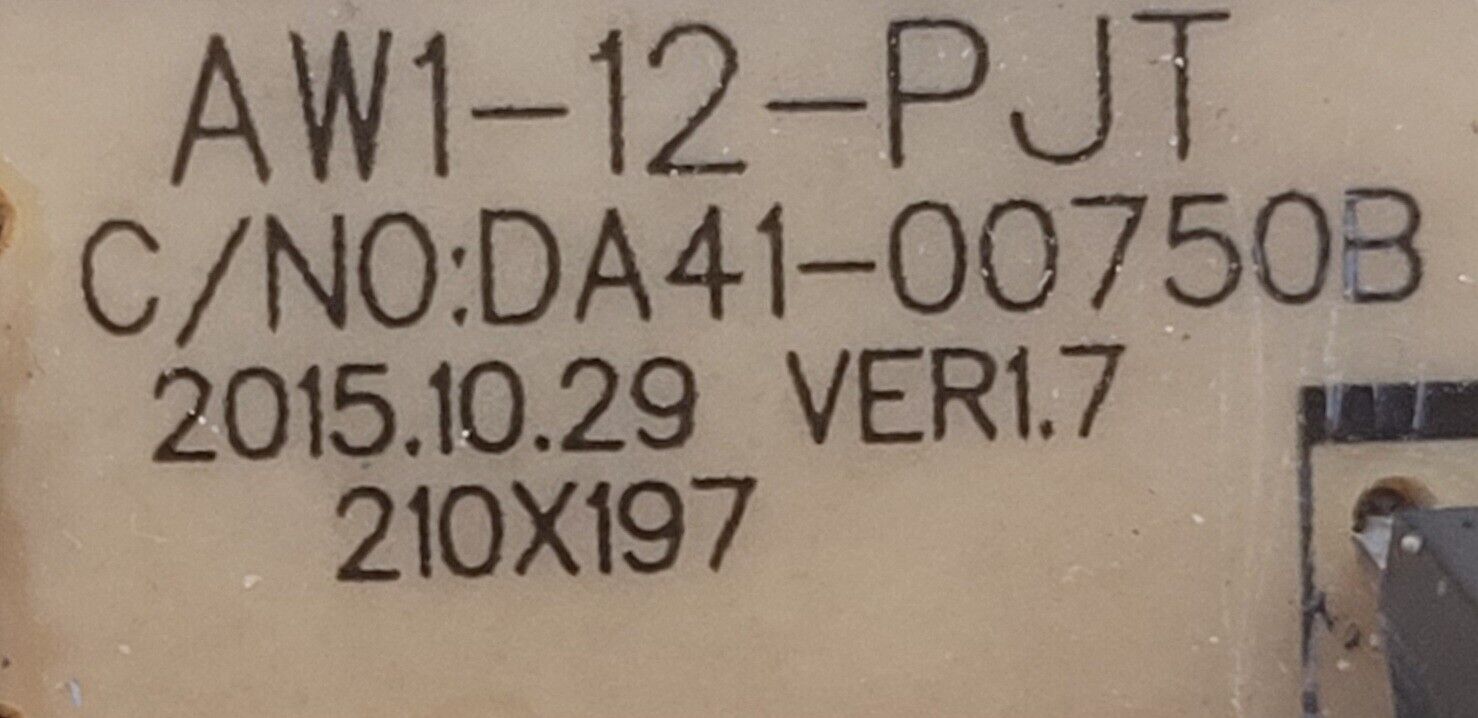 AW1-12-PJT
C/NO:DA41-00750B
2015.10.29 VER1.7
210X197